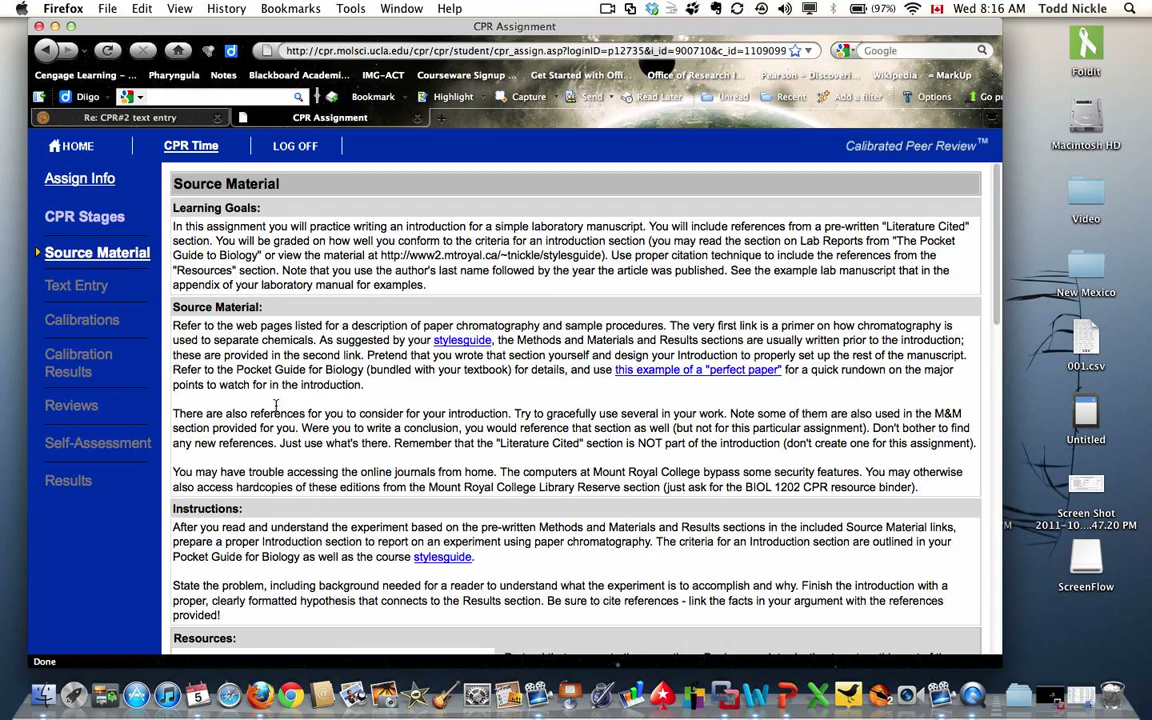 Firefox File Edit View History Bookmarks Tools Window Help (97%) Wed 8:16 AM Todd Nickle
CPR Assignment
http://cpr.molsci.ucla.edu/cpr/cpr/student/cpr_assign.asp?loginID=p12735&i_id=900710&c_id=1109099 Google
Cengage Learning – ... Pharyngula Notes Blackboard Academi... IMG-ACT Courseware Signup ... Get Started with Offi... Office of Research I... Pearson – Discoveri... Wikipedia = MarkUp
Diigo Bookmark Highlight Capture Send Read Later Unread Recent Add a filter Options Go pr
Re: CPR#2 text entry CPR Assignment
HOME CPR Time LOG OFF Calibrated Peer Review™
Assign Info
CPR Stages
Source Material
Text Entry
Calibrations
Calibration
Results
Reviews
Self-Assessment
Results
Source Material
Learning Goals:
In this assignment you will practice writing an introduction for a simple laboratory manuscript. You will include references from a pre-written "Literature Cited"
section. You will be graded on how well you conform to the criteria for an introduction section (you may read the section on Lab Reports from "The Pocket
Guide to Biology" or view the material at http://www2.mtroyal.ca/~tnickle/stylesguide). Use proper citation technique to include the references from the
"Resources" section. Note that you use the author's last name followed by the year the article was published. See the example lab manuscript that in the
appendix of your laboratory manual for examples.
Source Material:
Refer to the web pages listed for a description of paper chromatography and sample procedures. The very first link is a primer on how chromatography is
used to separate chemicals. As suggested by your stylesguide, the Methods and Materials and Results sections are usually written prior to the introduction;
these are provided in the second link. Pretend that you wrote that section yourself and design your Introduction to properly set up the rest of the manuscript.
Refer to the Pocket Guide for Biology (bundled with your textbook) for details, and use this example of a "perfect paper" for a quick rundown on the major
points to watch for in the introduction.
There are also references for you to consider for your introduction. Try to gracefully use several in your work. Note some of them are also used in the M&M
section provided for you. Were you to write a conclusion, you would reference that section as well (but not for this particular assignment). Don't bother to find
any new references. Just use what's there. Remember that the "Literature Cited" section is NOT part of the introduction (don't create one for this assignment).
You may have trouble accessing the online journals from home. The computers at Mount Royal College bypass some security features. You may otherwise
also access hardcopies of these editions from the Mount Royal College Library Reserve section (just ask for the BIOL 1202 CPR resource binder).
Instructions:
After you read and understand the experiment based on the pre-written Methods and Materials and Results sections in the included Source Material links,
prepare a proper Introduction section to report on an experiment using paper chromatography. The criteria for an Introduction section are outlined in your
Pocket Guide for Biology as well as the course stylesguide.
State the problem, including background needed for a reader to understand what the experiment is to accomplish and why. Finish the introduction with a
proper, clearly formatted hypothesis that connects to the Results section. Be sure to cite references - link the facts in your argument with the references
provided!
Resources:
Done
Foldit
Macintosh HD
Video
New Mexico
001.csv
Untitled
Screen Shot
2011-10...47.20 PM
ScreenFlow